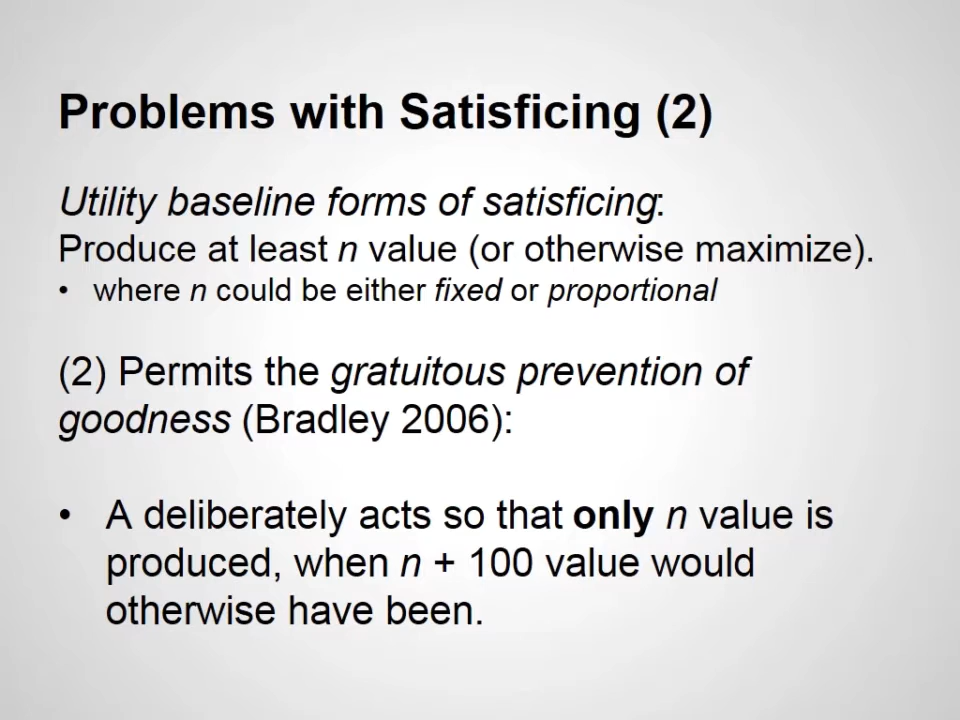 Problems with Satisficing (2)
Utility baseline forms of satisficing:
Produce at least n value (or otherwise maximize).
• where n could be either fixed or proportional
(2) Permits the gratuitous prevention of
goodness (Bradley 2006):
• A deliberately acts so that only n value is
produced, when n + 100 value would
otherwise have been.